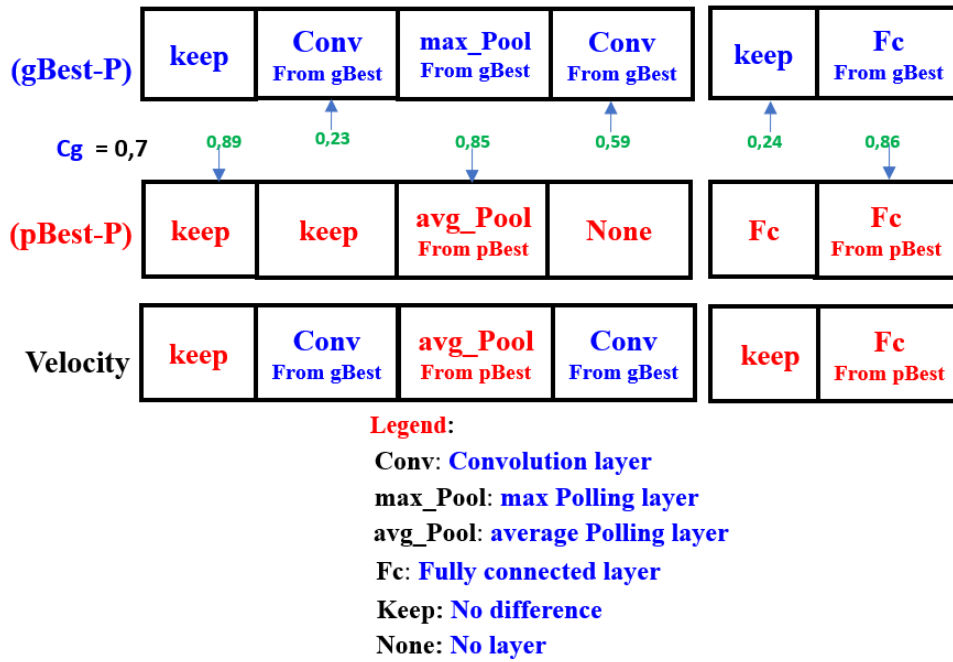 (gBest-P) keep Conv max_Pool Conv keep Fc
From gBest From gBest From gBest From gBest
Cg = 0,7 0,89 0,23 0,85 0,59 0,24 0,86
(pBest-P) keep keep avg_Pool None Fc Fc
From pBest From pBest
Velocity keep Conv avg_Pool Conv keep Fc
From gBest From pBest From gBest From pBest
Legend:
Conv: Convolution layer
max_Pool: max Polling layer
avg_Pool: average Polling layer
Fc: Fully connected layer
Keep: No difference
None: No layer